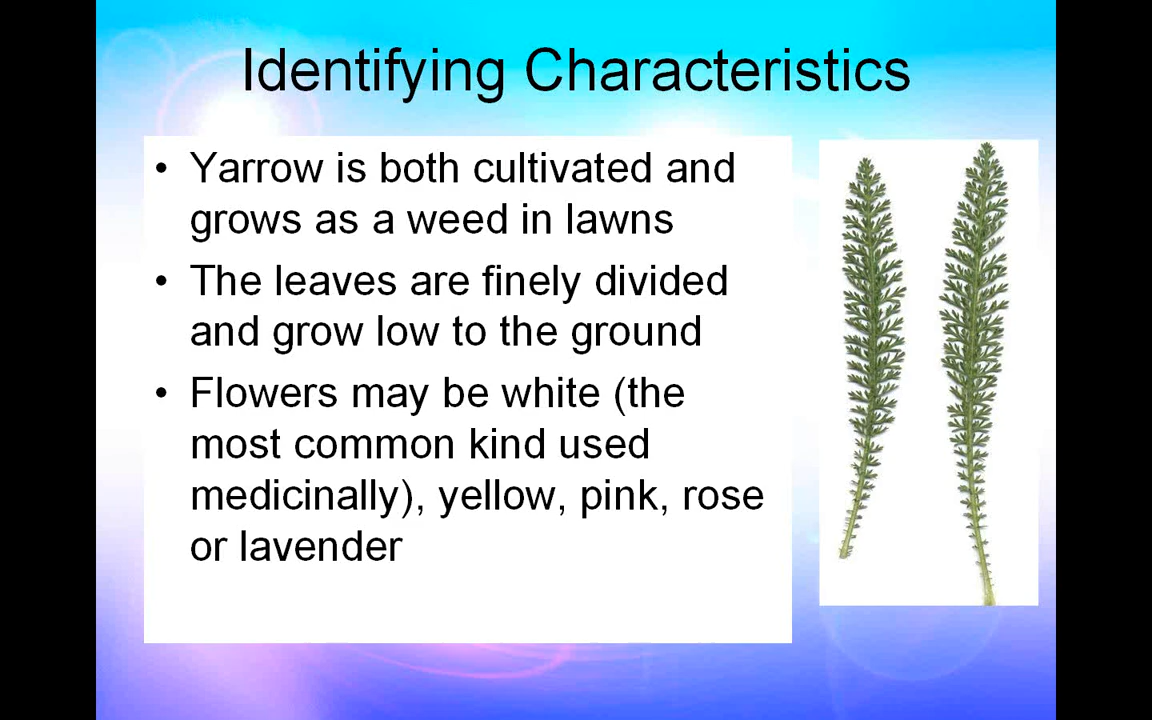 Identifying Characteristics
• Yarrow is both cultivated and
grows as a weed in lawns
• The leaves are finely divided
and grow low to the ground
• Flowers may be white (the
most common kind used
medicinally), yellow, pink, rose
or lavender